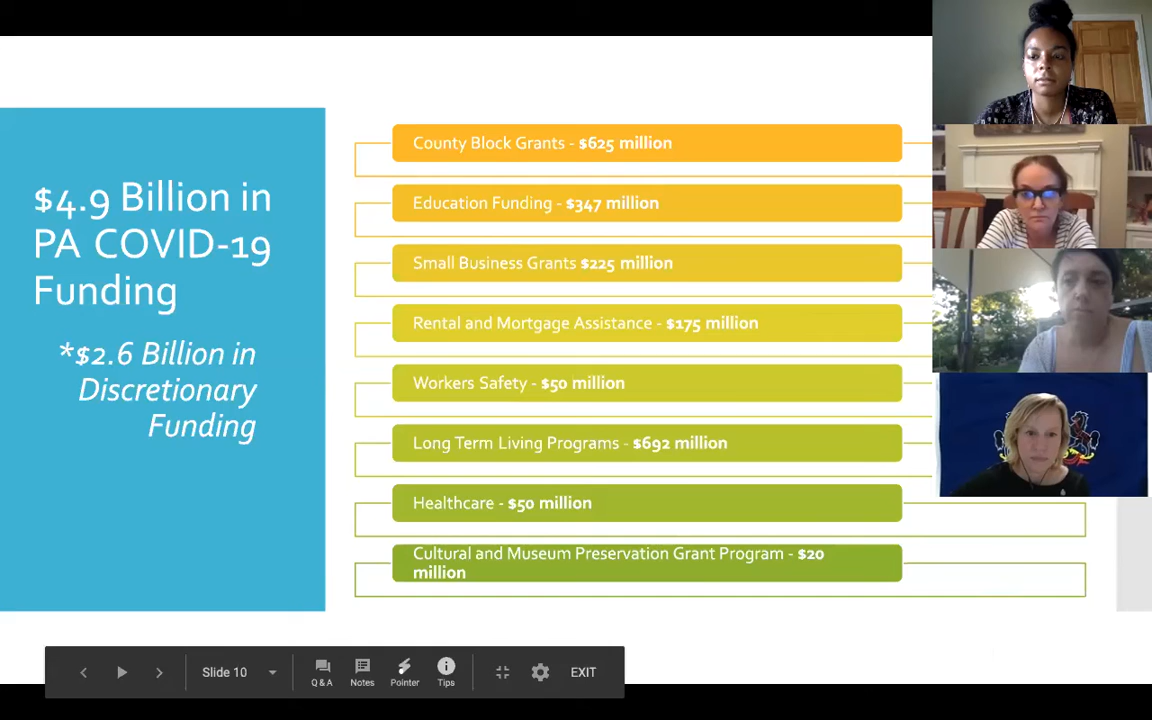 $4.9 Billion in
PA COVID-19
Funding
*$2.6 Billion in
Discretionary
Funding
County Block Grants - $625 million
Education Funding - $347 million
Small Business Grants $225 million
Rental and Mortgage Assistance - $175 million
Workers Safety - $50 million
Long Term Living Programs - $692 million
Healthcare - $50 million
Cultural and Museum Preservation Grant Program - $20
million
Slide 10
Q & A
Notes
Pointer
Tips
EXIT